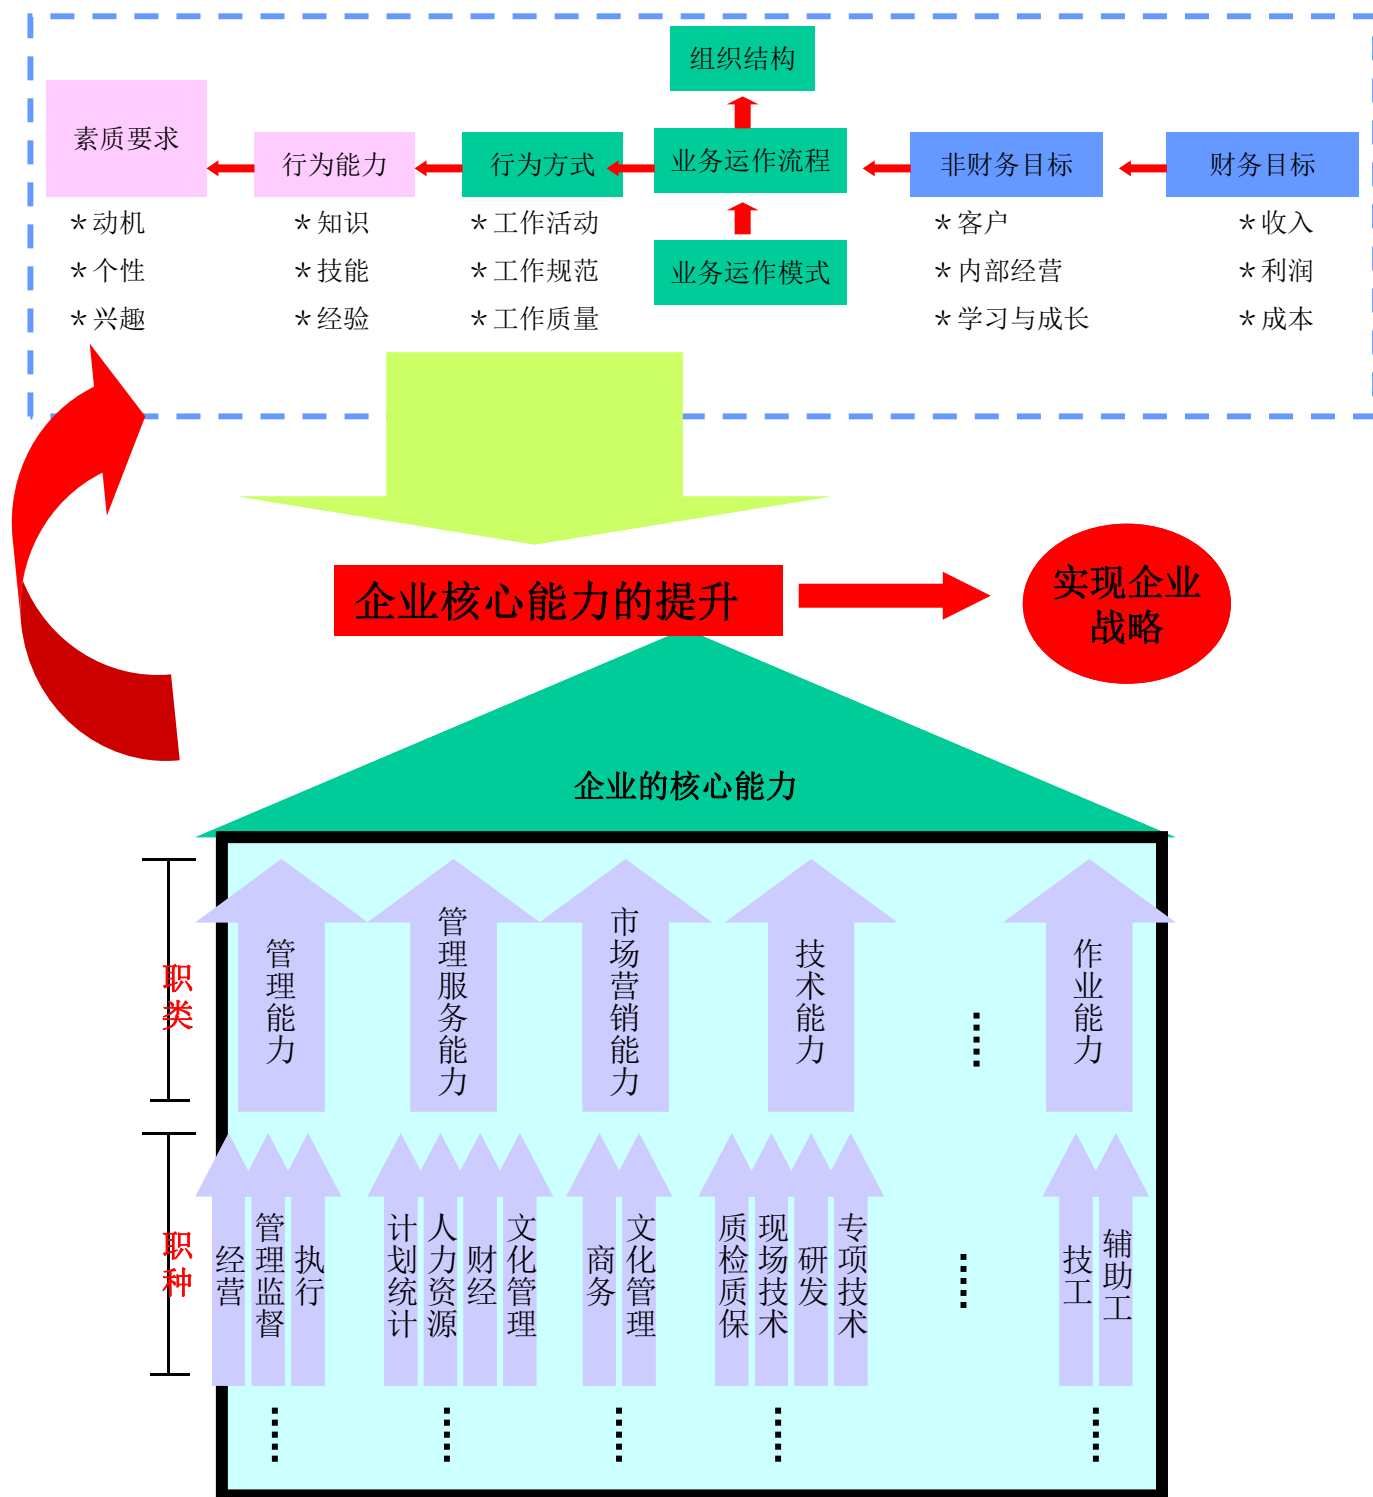 组织结构
素质要求
行为能力
行为方式
业务运作流程
非财务目标
财务目标
＊动机
＊个性
＊兴趣
＊知识
＊技能
＊经验
＊工作活动
＊工作规范
＊工作质量
业务运作模式
＊客户
＊内部经营
＊学习与成长
＊收入
＊利润
＊成本
企业核心能力的提升
实现企业
战略
企业的核心能力
职类
管理能力
管理服务能力
市场营销能力
技术能力
作业能力
职种
经营
管理监督
执行
计划统计
人力资源
财经
文化管理
商务
文化管理
质检质保
现场技术
研发
专项技术
技工
辅助工